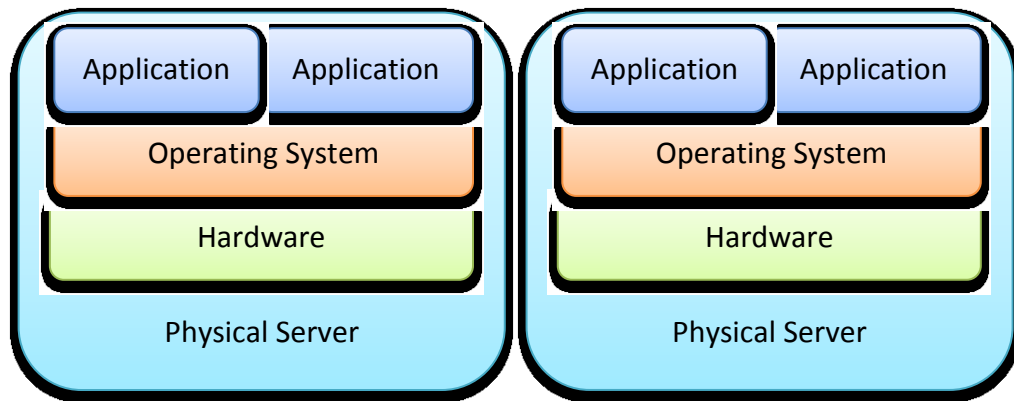 Application Application
Operating System
Hardware
Physical Server
Application Application
Operating System
Hardware
Physical Server